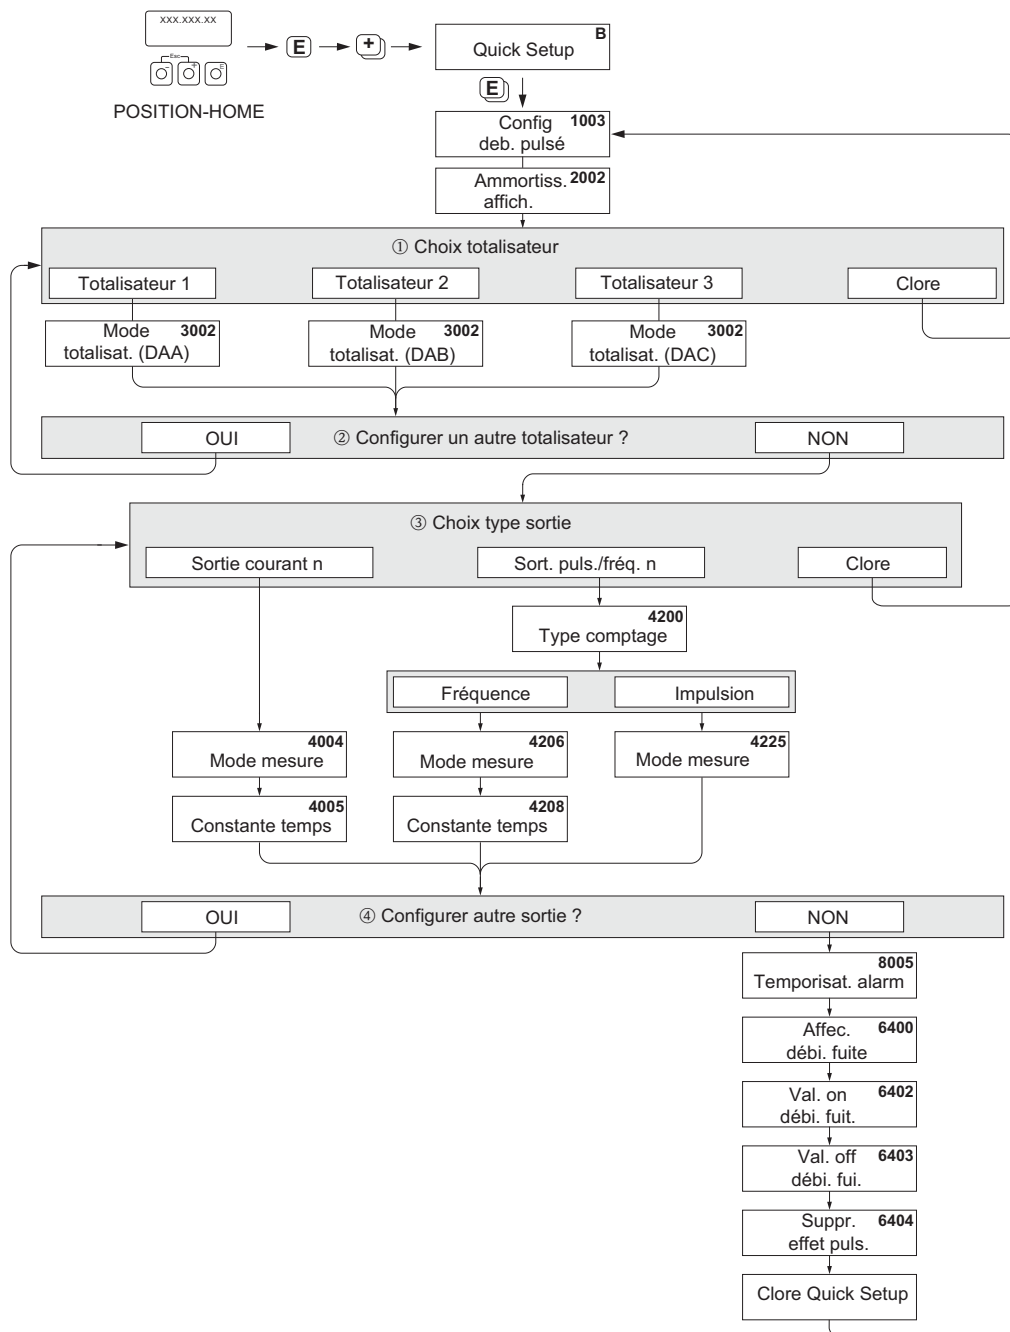 xxx.xxx.xx
Esc
- + E
E
+
B
Quick Setup
POSITION-HOME
E
Config 1003
deb. pulsé
Ammortiss. 2002
affich.
① Choix totalisateur
Totalisateur 1
Totalisateur 2
Totalisateur 3
Clore
Mode 3002
totalisat. (DAA)
Mode 3002
totalisat. (DAB)
Mode 3002
totalisat. (DAC)
OUI
② Configurer un autre totalisateur ?
NON
③ Choix type sortie
Sortie courant n
Sort. puls./fréq. n
Clore
4200
Type comptage
Fréquence
Impulsion
4004
Mode mesure
4206
Mode mesure
4225
Mode mesure
4005
Constante temps
4208
Constante temps
OUI
④ Configurer autre sortie ?
NON
8005
Temporisat. alarm
Affec. 6400
débi. fuite
Val. on 6402
débi. fuit.
Val. off 6403
débi. fui.
Suppr. 6404
effet puls.
Clore Quick Setup